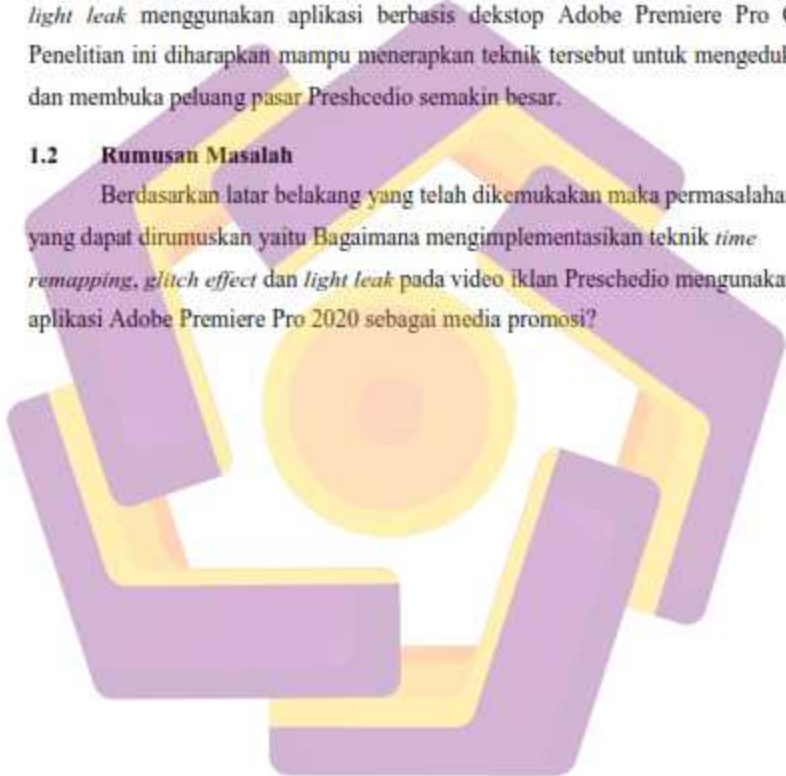 light leak menggunakan aplikasi berbasis dekstop Adobe Premiere Pro
Penelitian ini diharapkan mampu menerapkan teknik tersebut untuk mengeduk
dan membuka peluang pasar Preshcedio semakin besar.
1.2 Rumusan Masalah
Berdasarkan latar belakang yang telah dikemukakan maka permasalaha
yang dapat dirumuskan yaitu Bagaimana mengimplementasikan teknik time
remapping, glitch effect dan light leak pada video iklan Preschedio mengunaka
aplikasi Adobe Premiere Pro 2020 sebagai media promosi?